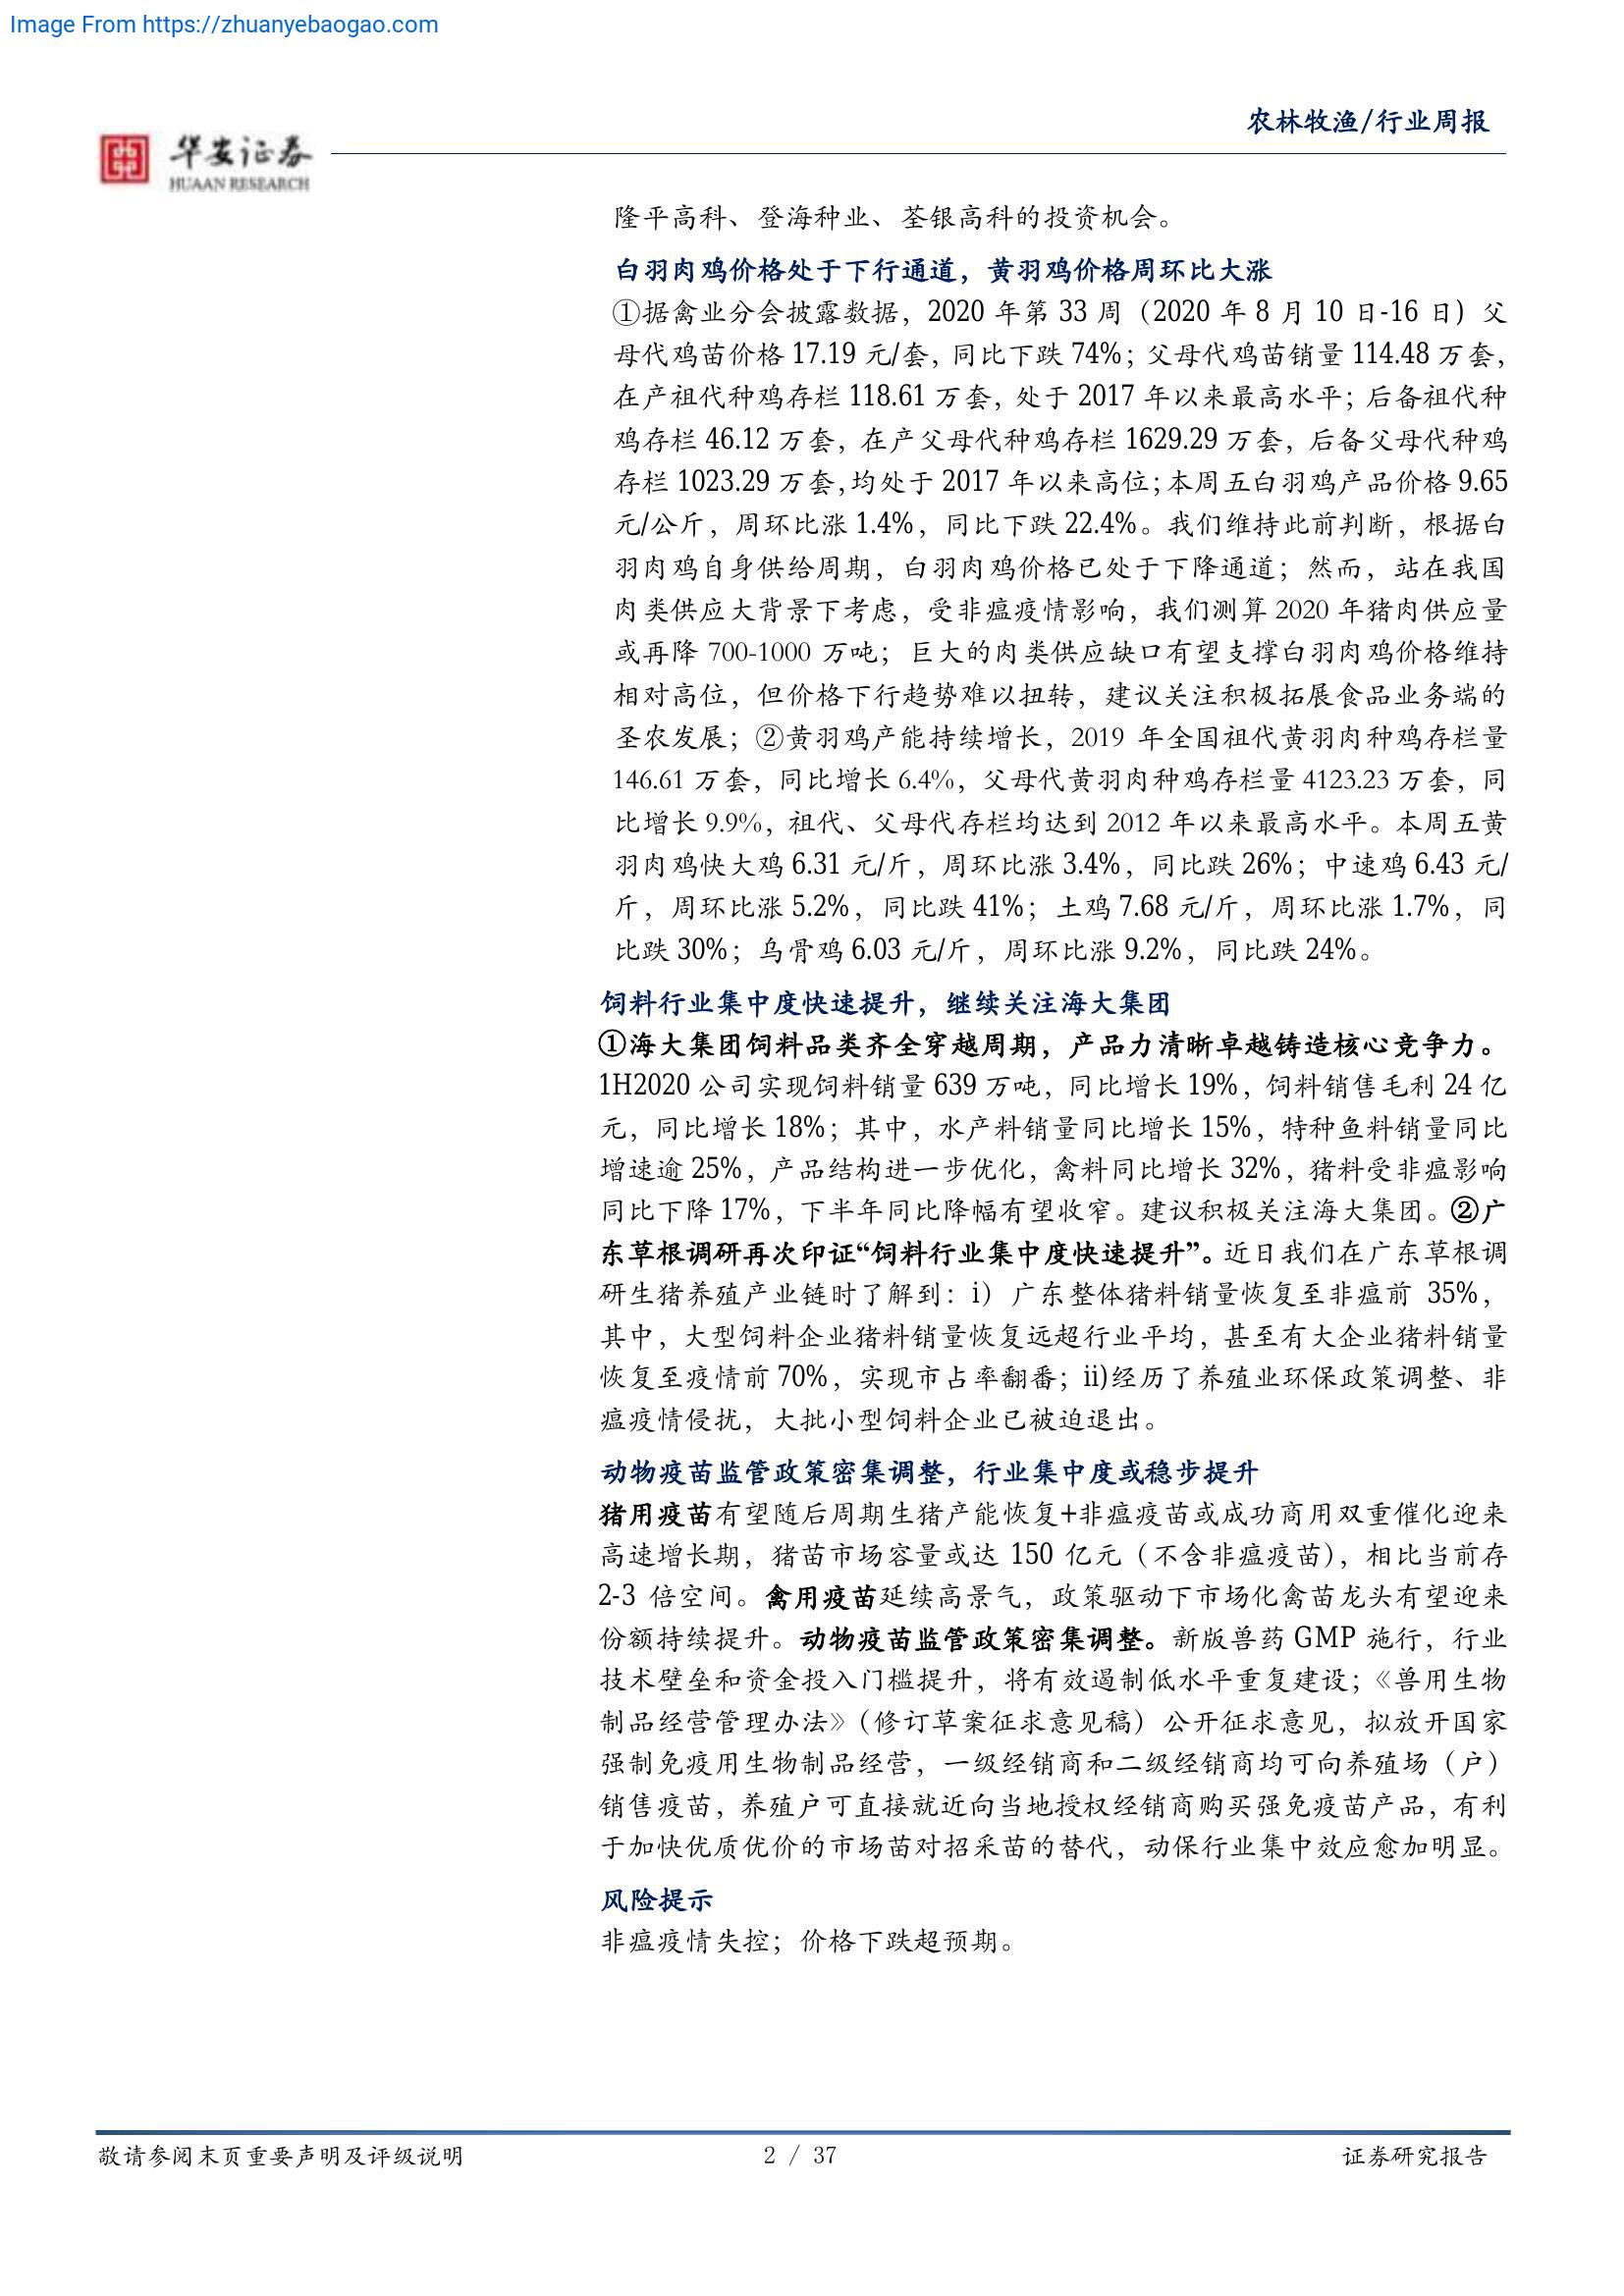 Image From https://zhuanyebaogao.com
农林牧渔/行业周报
华安证券
HUAAN RESEARCH
隆平高科、登海种业、荃银高科的投资机会。
白羽肉鸡价格处于下行通道，黄羽鸡价格周环比大涨
①据禽业分会披露数据，2020 年第 33 周（2020 年 8 月 10 日-16 日）父
母代鸡苗价格 17.19 元/套，同比下跌 74%；父母代鸡苗销量 114.48 万套，
在产祖代种鸡存栏 118.61 万套，处于 2017 年以来最高水平；后备祖代种
鸡存栏 46.12 万套，在产父母代种鸡存栏 1629.29 万套，后备父母代种鸡
存栏 1023.29 万套，均处于 2017 年以来高位；本周五白羽鸡产品价格 9.65
元/公斤，周环比涨 1.4%，同比下跌 22.4%。我们维持此前判断，根据白
羽肉鸡自身供给周期，白羽肉鸡价格已处于下降通道；然而，站在我国
肉类供应大背景下考虑，受非瘟疫情影响，我们测算 2020 年猪肉供应量
或再降 700-1000 万吨；巨大的肉类供应缺口有望支撑白羽肉鸡价格维持
相对高位，但价格下行趋势难以扭转，建议关注积极拓展食品业务端的
圣农发展；②黄羽鸡产能持续增长，2019 年全国祖代黄羽肉种鸡存栏量
146.61 万套，同比增长 6.4%，父母代黄羽肉种鸡存栏量 4123.23 万套，同
比增长 9.9%，祖代、父母代存栏均达到 2012 年以来最高水平。本周五黄
羽肉鸡快大鸡 6.31 元/斤，周环比涨 3.4%，同比跌 26%；中速鸡 6.43 元/
斤，周环比涨 5.2%，同比跌 41%；土鸡 7.68 元/斤，周环比涨 1.7%，同
比跌 30%；乌骨鸡 6.03 元/斤，周环比涨 9.2%，同比跌 24%。
饲料行业集中度快速提升，继续关注海大集团
①海大集团饲料品类齐全穿越周期，产品力清晰卓越铸造核心竞争力。
1H2020 公司实现饲料销量 639 万吨，同比增长 19%，饲料销售毛利 24 亿
元，同比增长 18%；其中，水产料销量同比增长 15%，特种鱼料销量同比
增速逾 25%，产品结构进一步优化，禽料同比增长 32%，猪料受非瘟影响
同比下降 17%，下半年同比降幅有望收窄。建议积极关注海大集团。②广
东草根调研再次印证“饲料行业集中度快速提升”。近日我们在广东草根调
研生猪养殖产业链时了解到：i）广东整体猪料销量恢复至非瘟前 35%，
其中，大型饲料企业猪料销量恢复远超行业平均，甚至有大企业猪料销量
恢复至疫情前 70%，实现市占率翻番；ii)经历了养殖业环保政策调整、非
瘟疫情侵扰，大批小型饲料企业已被迫退出。
动物疫苗监管政策密集调整，行业集中度或稳步提升
猪用疫苗有望随后周期生猪产能恢复+非瘟疫苗或成功商用双重催化迎来
高速增长期，猪苗市场容量或达 150 亿元（不含非瘟疫苗），相比当前存
2-3 倍空间。禽用疫苗延续高景气，政策驱动下市场化禽苗龙头有望迎来
份额持续提升。动物疫苗监管政策密集调整。新版兽药 GMP 施行，行业
技术壁垒和资金投入门槛提升，将有效遏制低水平重复建设；《兽用生物
制品经营管理办法》（修订草案征求意见稿）公开征求意见，拟放开国家
强制免疫用生物制品经营，一级经销商和二级经销商均可向养殖场（户）
销售疫苗，养殖户可直接就近向当地授权经销商购买强免疫苗产品，有利
于加快优质优价的市场苗对招采苗的替代，动保行业集中效应愈加明显。
风险提示
非瘟疫情失控；价格下跌超预期。
敬请参阅末页重要声明及评级说明
2 / 37
证券研究报告